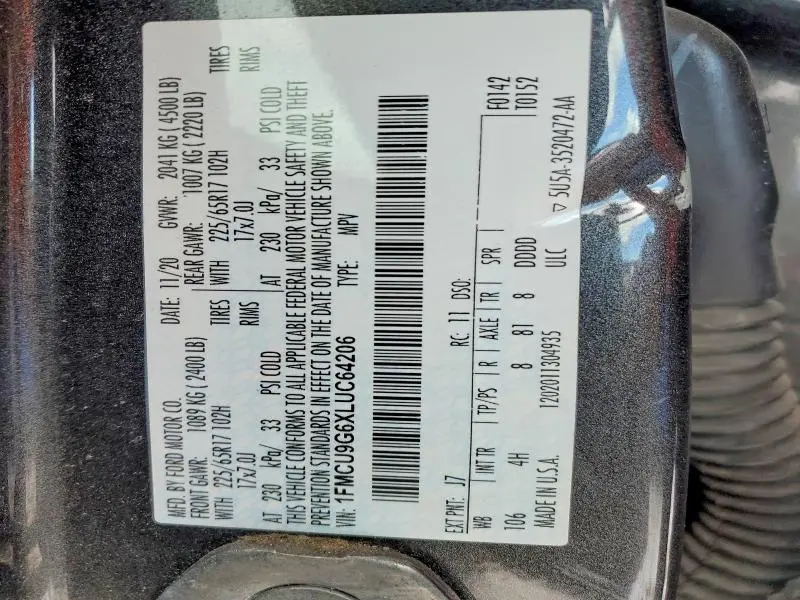 MFD. BY FORD MOTOR CO. DATE: 11/20 GVWR: 2041 KG ( 4500 LB)
FRONT GAWR: 1089 KG ( 2400 LB) REAR GAWR: 1007 KG ( 2220 LB)
WITH 225/65R17 102H TIRES WITH 225/65R17 102H TIRES
17x7.0J RIMS 17x7.0J RIMS
AT 230 kPa/ 33 PSI COLD AT 230 kPa/ 33 PSI COLD
THIS VEHICLE CONFORMS TO ALL APPLICABLE FEDERAL MOTOR VEHICLE SAFETY AND THEFT
PREVENTION STANDARDS IN EFFECT ON THE DATE OF MANUFACTURE SHOWN ABOVE.
VIN: 1FMCU9G6XLUC64206 TYPE: MPV
EXT PNT: 17 RC: 11 DSO: F0142
WB INT TR TP/PS R AXLE TR SPR T0152
106 4H 8 81 8 DDDD
MADE IN U.S.A. 1202011304935 ULC ▽ 5U5A-3520472-AA